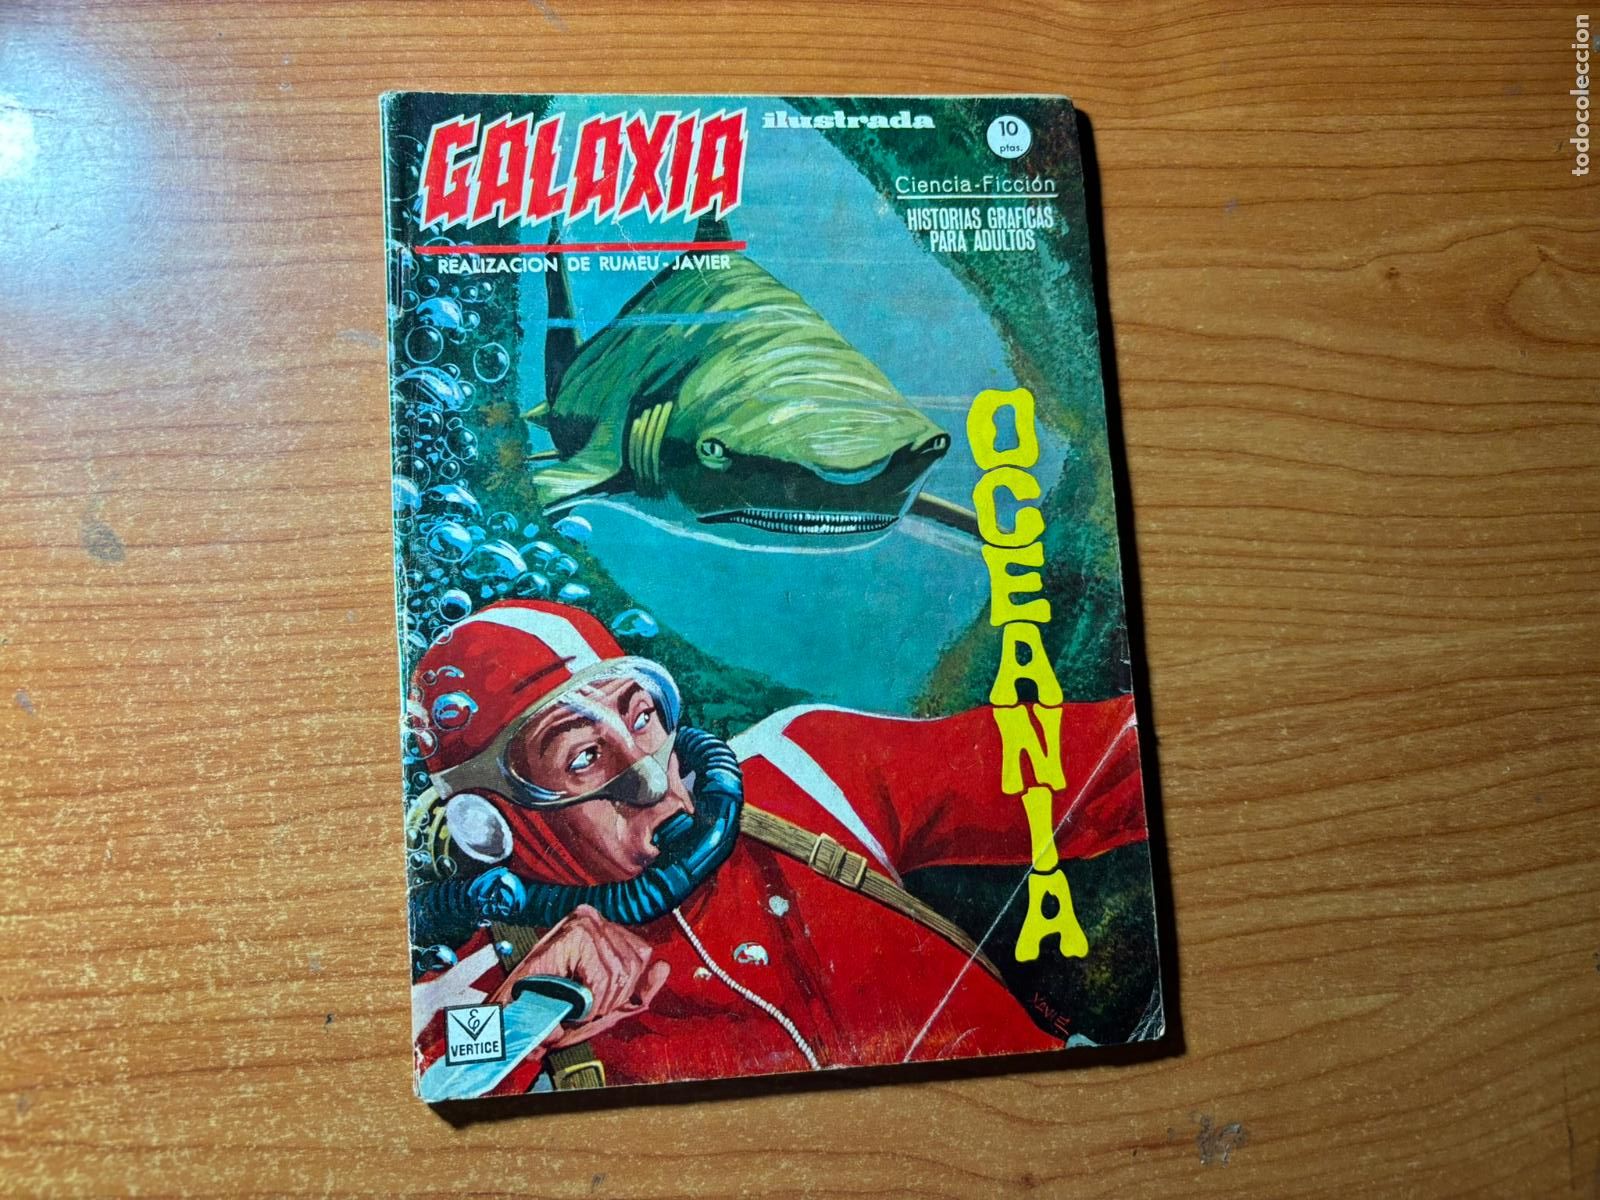 GALAXIA ilustrada
10
ptas.
Ciencia-Ficción
HISTORIAS GRAFICAS
PARA ADULTOS
REALIZACION DE RUMEU-JAVIER
OCEANIA
E
V
VERTICE
todocoleccion